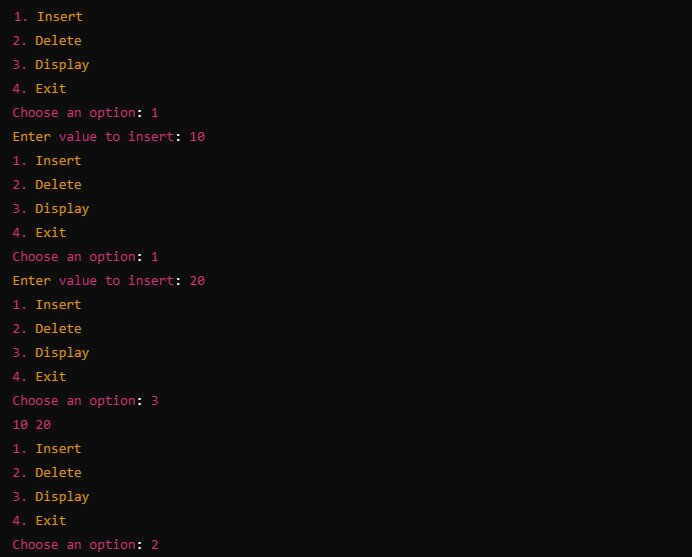 1. Insert
2. Delete
3. Display
4. Exit
Choose an option: 1
Enter value to insert: 10
1. Insert
2. Delete
3. Display
4. Exit
Choose an option: 1
Enter value to insert: 20
1. Insert
2. Delete
3. Display
4. Exit
Choose an option: 3
10 20
1. Insert
2. Delete
3. Display
4. Exit
Choose an option: 2